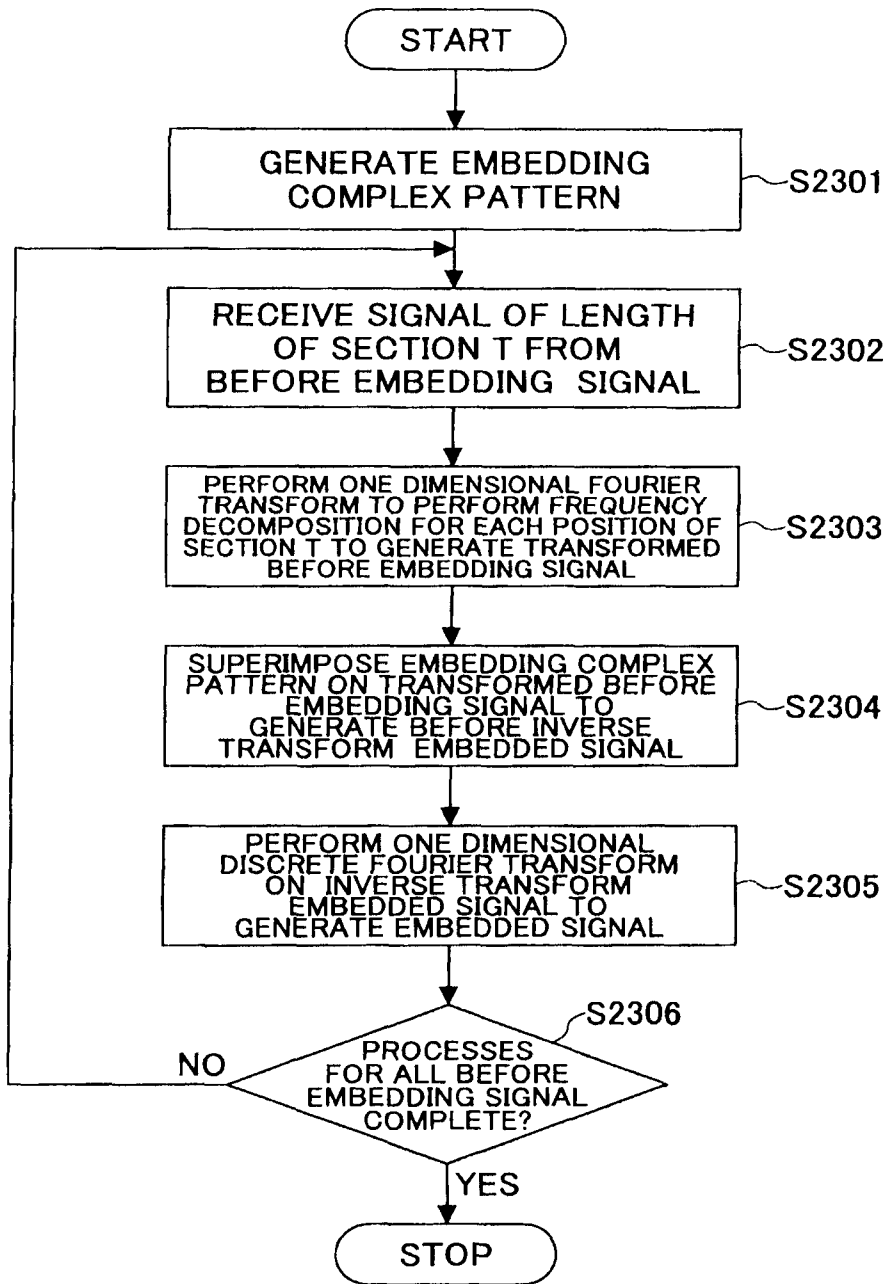 START
GENERATE EMBEDDING
COMPLEX PATTERN
S2301
RECEIVE SIGNAL OF LENGTH
OF SECTION T FROM
BEFORE EMBEDDING SIGNAL
S2302
PERFORM ONE DIMENSIONAL FOURIER
TRANSFORM TO PERFORM FREQUENCY
DECOMPOSITION FOR EACH POSITION OF
SECTION T TO GENERATE TRANSFORMED
BEFORE EMBEDDING SIGNAL
S2303
SUPERIMPOSE EMBEDDING COMPLEX
PATTERN ON TRANSFORMED BEFORE
EMBEDDING SIGNAL TO
GENERATE BEFORE INVERSE
TRANSFORM EMBEDDED SIGNAL
S2304
PERFORM ONE DIMENSIONAL
DISCRETE FOURIER TRANSFORM
ON INVERSE TRANSFORM
EMBEDDED SIGNAL TO
GENERATE EMBEDDED SIGNAL
S2305
S2306
NO
PROCESSES
FOR ALL BEFORE
EMBEDDING SIGNAL
COMPLETE?
YES
STOP